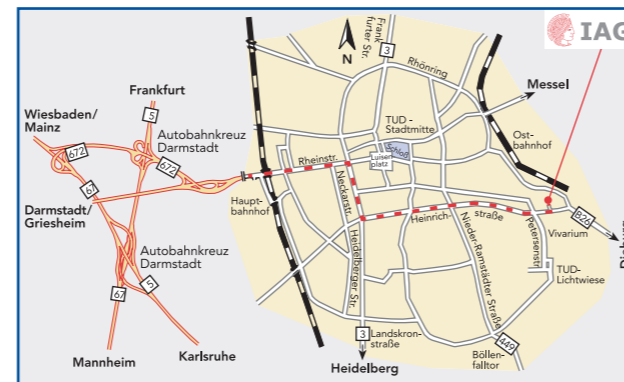 IAG
Frank-
furter Str.
3
N
Rhönring
Messel
Frankfurt
5
Wiesbaden/
Mainz
Autobahnkreuz
Darmstadt
672
672
67
TUD -
Stadtmitte
Schloß
Luisen
platz
Ost-
bahnhof
Rheinstr.
Neckarstr.
Haupt-
bahnhof
Darmstadt/
Griesheim
Heinrich-
straße
Petersenstr.
Vivarium
B26
Dieburg
Heidelberger Str.
Nieder-Ramstädter Straße
TUD-
Lichtwiese
Autobahnkreuz
Darmstadt
67
5
Mannheim
Karlsruhe
3
Landskron-
straße
Heidelberg
Böllen-
falltor
449